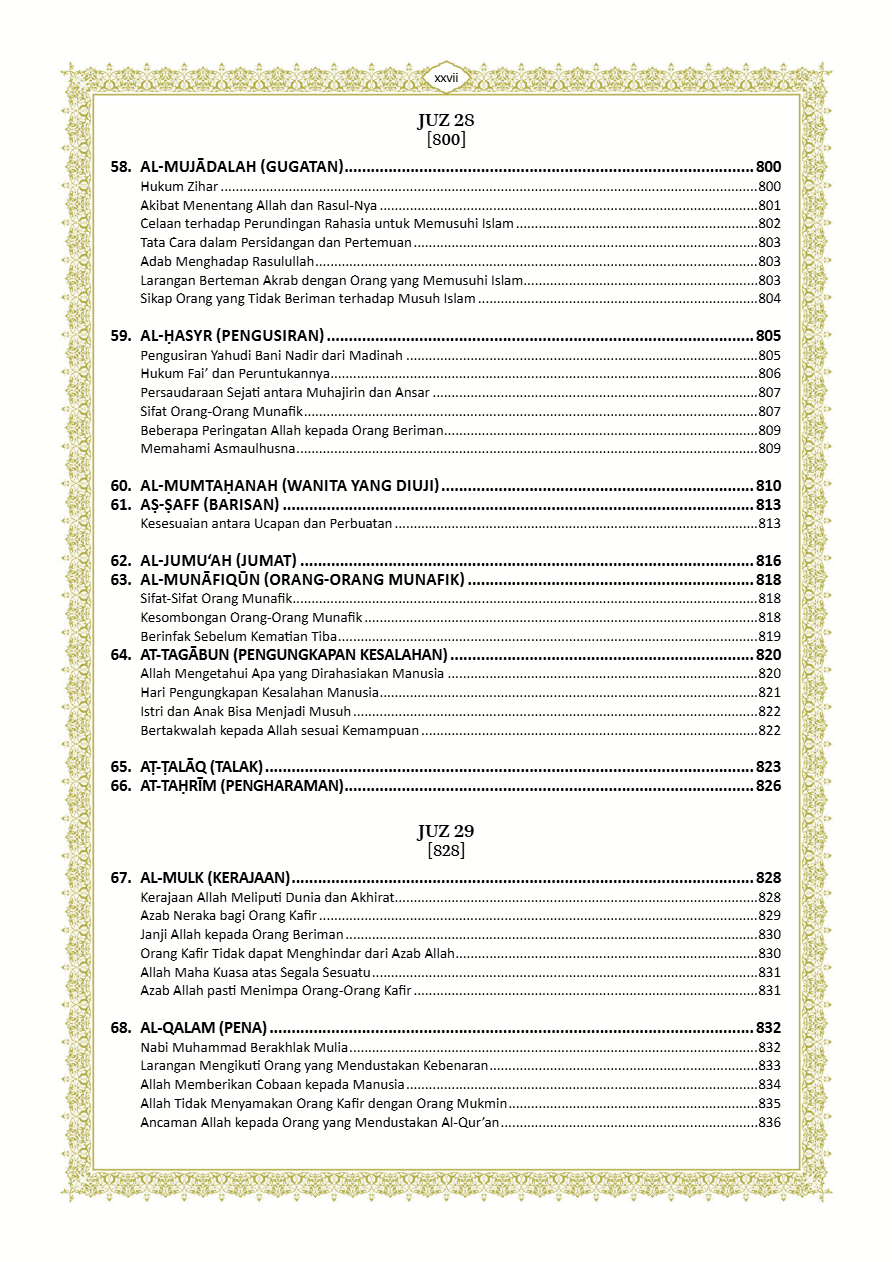 xxvii
JUZ 28
[800]
58. AL-MUJĀDALAH (GUGATAN)........800
Hukum Zihar........800
Akibat Menentang Allah dan Rasul-Nya........801
Celaan terhadap Perundingan Rahasia untuk Memusuhi Islam........802
Tata Cara dalam Persidangan dan Pertemuan........803
Adab Menghadap Rasulullah........803
Larangan Berteman Akrab dengan Orang yang Memusuhi Islam........803
Sikap Orang yang Tidak Beriman terhadap Musuh Islam........804
59. AL-ḤASYR (PENGUSIRAN)........805
Pengusiran Yahudi Bani Nadir dari Madinah........805
Hukum Fai’ dan Peruntukannya........806
Persaudaraan Sejati antara Muhajirin dan Ansar........807
Sifat Orang-Orang Munafik........807
Beberapa Peringatan Allah kepada Orang Beriman........809
Memahami Asmaulhusna........809
60. AL-MUMTAḤANAH (WANITA YANG DIUJI)........810
61. AṢ-ṢAFF (BARISAN)........813
Kesesuaian antara Ucapan dan Perbuatan........813
62. AL-JUMU‘AH (JUMAT)........816
63. AL-MUNĀFIQŪN (ORANG-ORANG MUNAFIK)........818
Sifat-Sifat Orang Munafik........818
Kesombongan Orang-Orang Munafik........818
Berinfak Sebelum Kematian Tiba........819
64. AT-TAGĀBUN (PENGUNGKAPAN KESALAHAN)........820
Allah Mengetahui Apa yang Dirahasiakan Manusia........820
Hari Pengungkapan Kesalahan Manusia........821
Istri dan Anak Bisa Menjadi Musuh........822
Bertakwalah kepada Allah sesuai Kemampuan........822
65. AṬ-ṬALĀQ (TALAK)........823
66. AT-TAḤRĪM (PENGHARAMAN)........826
JUZ 29
[828]
67. AL-MULK (KERAJAAN)........828
Kerajaan Allah Meliputi Dunia dan Akhirat........828
Azab Neraka bagi Orang Kafir........829
Janji Allah kepada Orang Beriman........830
Orang Kafir Tidak dapat Menghindar dari Azab Allah........830
Allah Maha Kuasa atas Segala Sesuatu........831
Azab Allah pasti Menimpa Orang-Orang Kafir........831
68. AL-QALAM (PENA)........832
Nabi Muhammad Berakhlak Mulia........832
Larangan Mengikuti Orang yang Mendustakan Kebenaran........833
Allah Memberikan Cobaan kepada Manusia........834
Allah Tidak Menyamakan Orang Kafir dengan Orang Mukmin........835
Ancaman Allah kepada Orang yang Mendustakan Al-Qur’an........836